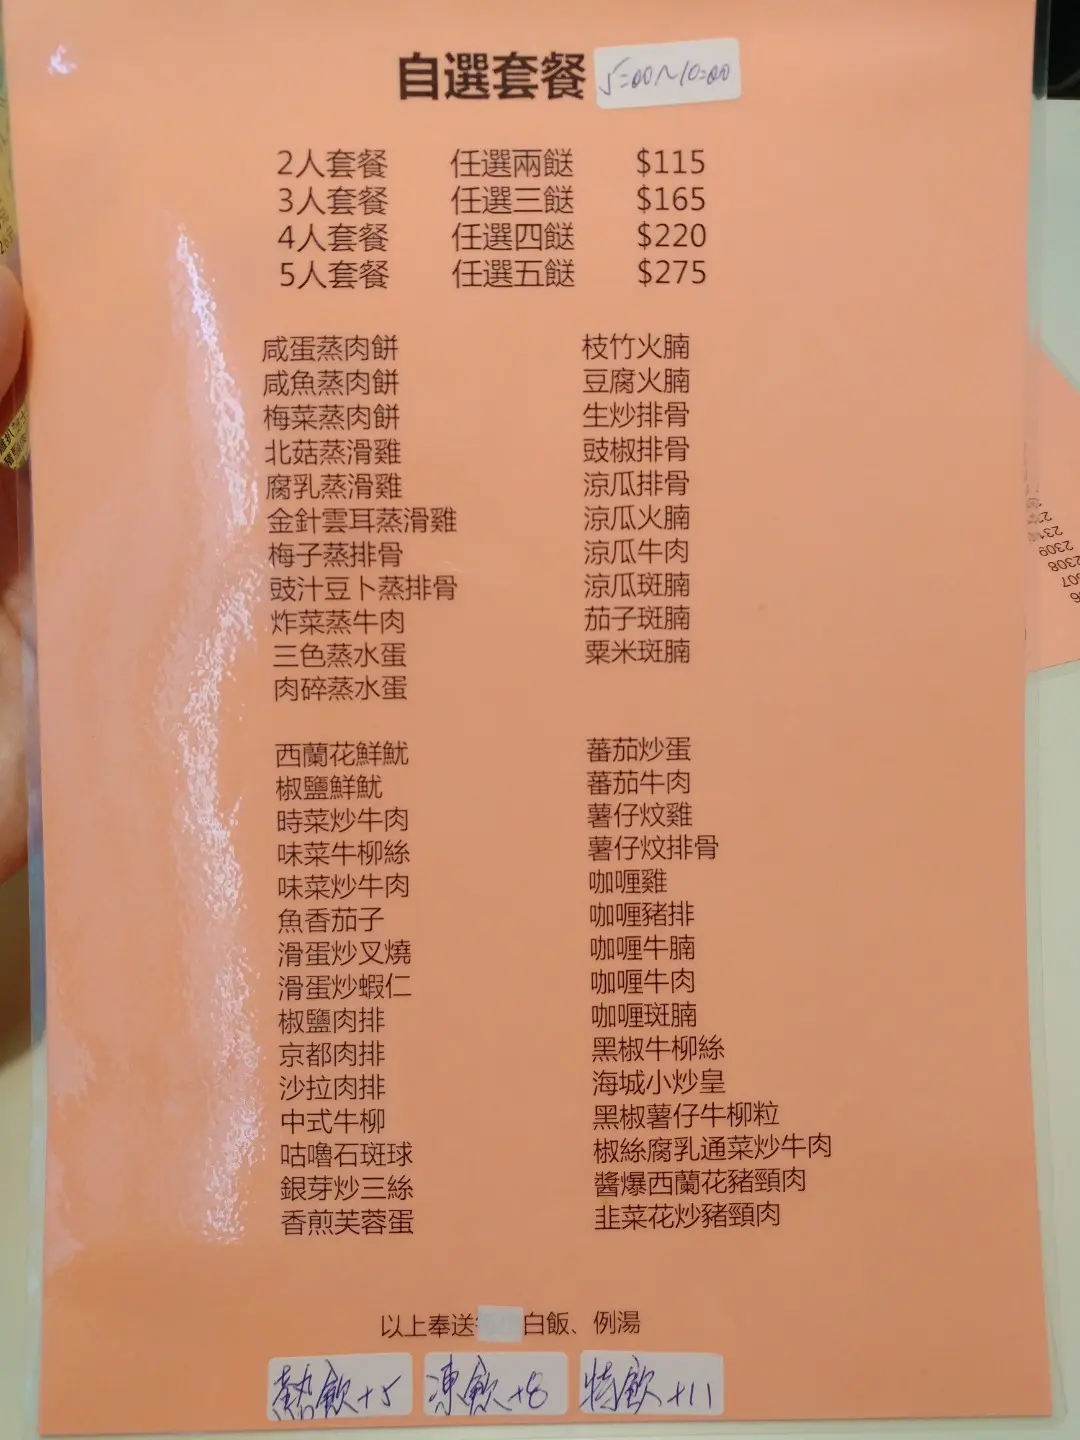 自選套餐 5:00~10:00
2人套餐 任選兩餸 $115
3人套餐 任選三餸 $165
4人套餐 任選四餸 $220
5人套餐 任選五餸 $275
咸蛋蒸肉餅
咸魚蒸肉餅
梅菜蒸肉餅
北菇蒸滑雞
腐乳蒸滑雞
金針雲耳蒸滑雞
梅子蒸排骨
豉汁豆卜蒸排骨
炸菜蒸牛肉
三色蒸水蛋
肉碎蒸水蛋
枝竹火腩
豆腐火腩
生炒排骨
豉椒排骨
涼瓜排骨
涼瓜火腩
涼瓜牛肉
涼瓜斑腩
茄子斑腩
粟米斑腩
西蘭花鮮魷
椒鹽鮮魷
時菜炒牛肉
味菜牛柳絲
味菜炒牛肉
魚香茄子
滑蛋炒叉燒
滑蛋炒蝦仁
椒鹽肉排
京都肉排
沙拉肉排
中式牛柳
咕嚕石斑球
銀芽炒三絲
香煎芙蓉蛋
蕃茄炒蛋
蕃茄牛肉
薯仔炆雞
薯仔炆排骨
咖喱雞
咖喱豬排
咖喱牛腩
咖喱牛肉
咖喱斑腩
黑椒牛柳絲
海城小炒皇
黑椒薯仔牛柳粒
椒絲腐乳通菜炒牛肉
醬爆西蘭花豬頸肉
韭菜花炒豬頸肉
以上奉送 白飯、例湯
熱飲+5 凍飲+8 特飲+11
2309
2308